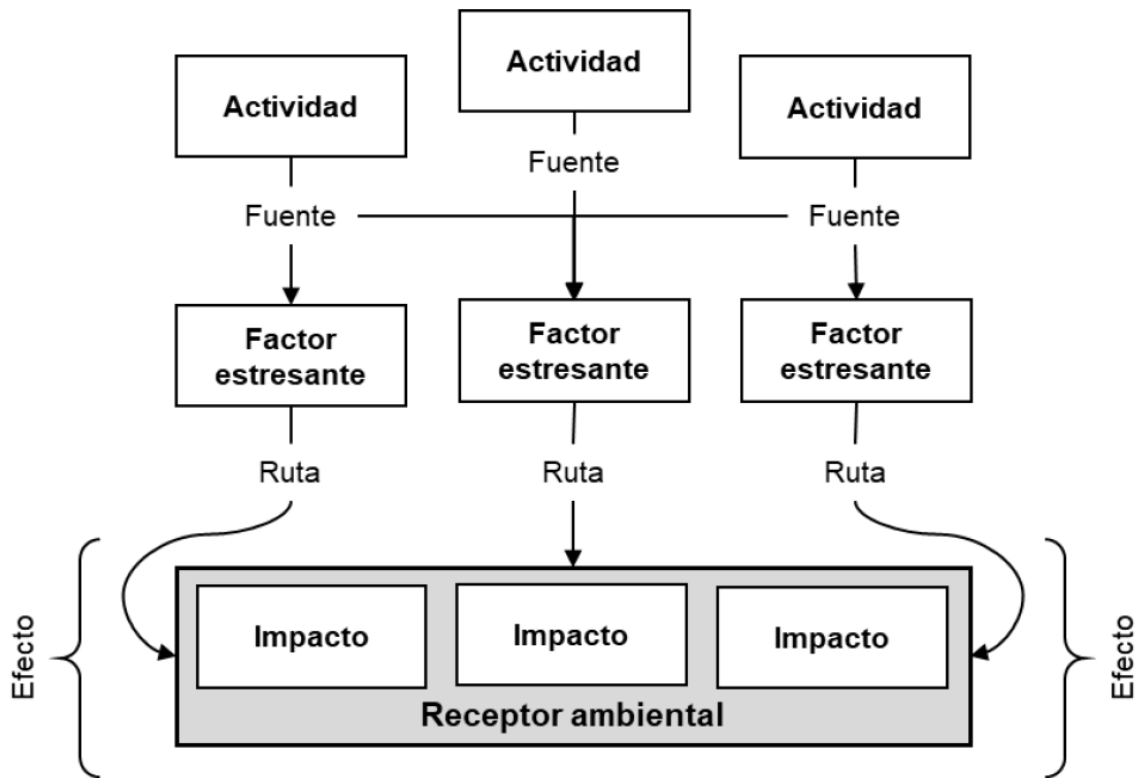 Actividad
Actividad
Actividad
Fuente
Fuente
Fuente
Factor
estresante
Factor
estresante
Factor
estresante
Ruta
Ruta
Ruta
Efecto
Impacto
Impacto
Impacto
Receptor ambiental
Efecto